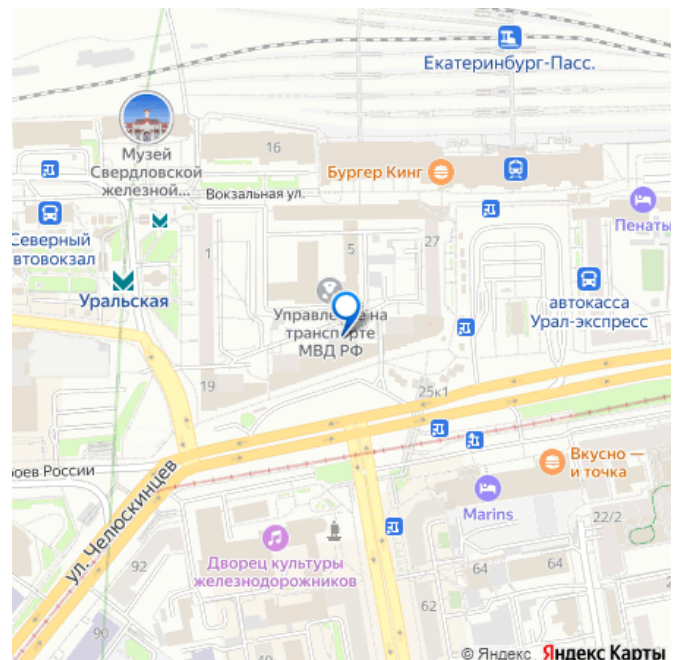 Екатеринбург-Пасс.
Музей
Свердловской
железной...
16
Бургер Кинг
Вокзальная ул.
Пенаты
Северный
втовокзал
1
5
27
Уральская
Управление на
транспорте
МВД РФ
автокасса
Урал-экспресс
19
25к1
роев России
ул. Челюскинцев
Вкусно —
и точка
Marins
22/2
Дворец культуры
железнодорожников
92
64
64
62
90
© Яндекс Яндекс Карты